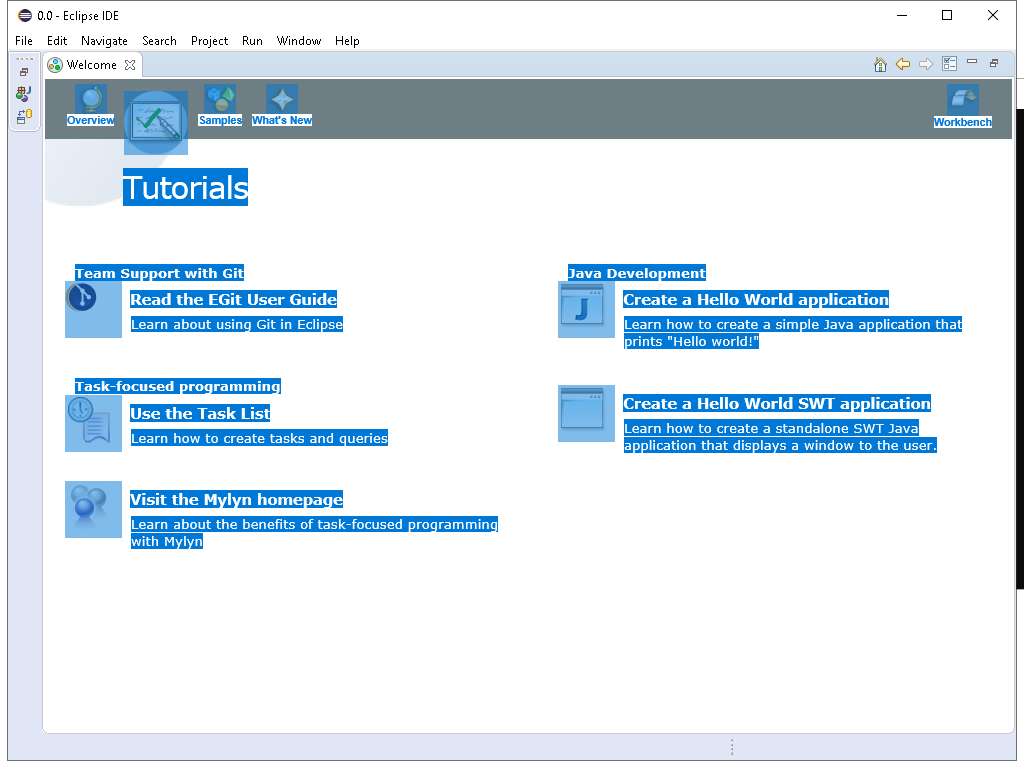 0.0 - Eclipse IDE
File Edit Navigate Search Project Run Window Help
Welcome
Overview
Samples
What's New
Workbench
Tutorials
Team Support with Git
Read the EGit User Guide
Learn about using Git in Eclipse
Task-focused programming
Use the Task List
Learn how to create tasks and queries
Visit the Mylyn homepage
Learn about the benefits of task-focused programming
with Mylyn
Java Development
Create a Hello World application
Learn how to create a simple Java application that
prints "Hello world!"
Create a Hello World SWT application
Learn how to create a standalone SWT Java
application that displays a window to the user.